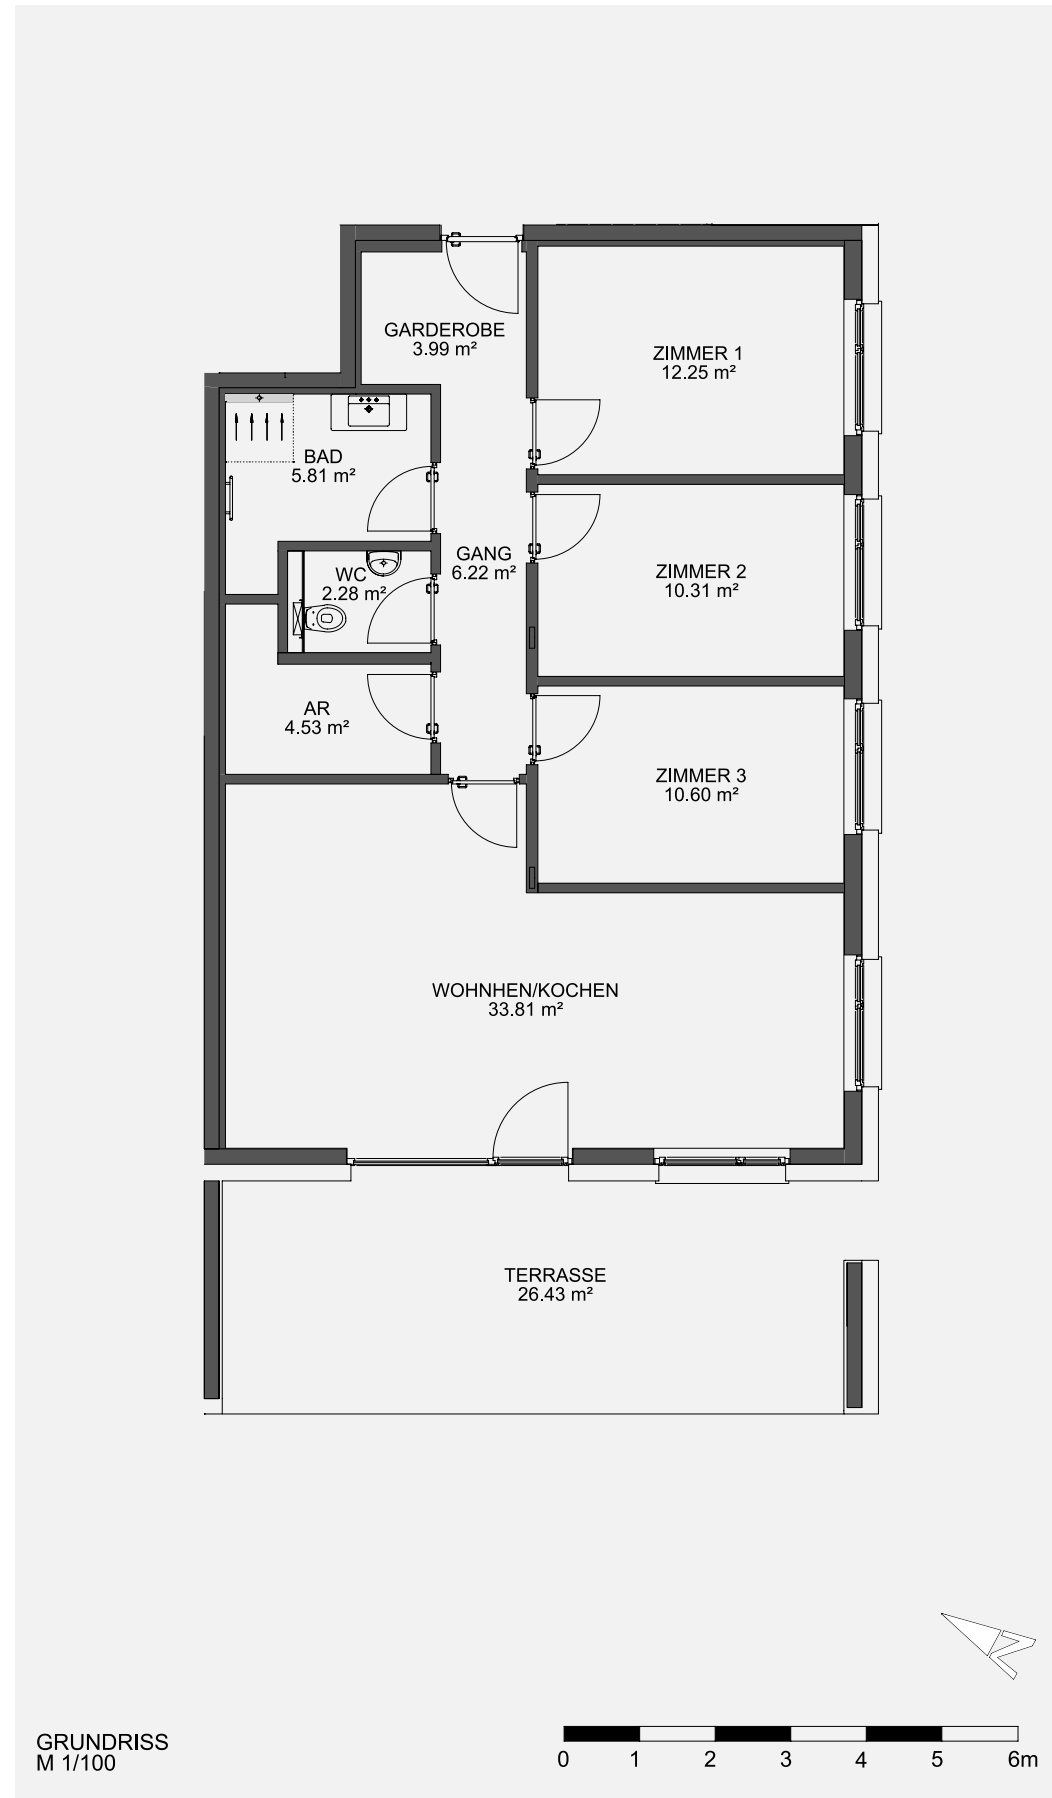 GARDEROBE
3.99 m²
ZIMMER 1
12.25 m²
BAD
5.81 m²
GANG
6.22 m²
WC
2.28 m²
ZIMMER 2
10.31 m²
AR
4.53 m²
ZIMMER 3
10.60 m²
WOHNHEN/KOCHEN
33.81 m²
TERRASSE
26.43 m²
N
GRUNDRISS
M 1/100
0 1 2 3 4 5 6m